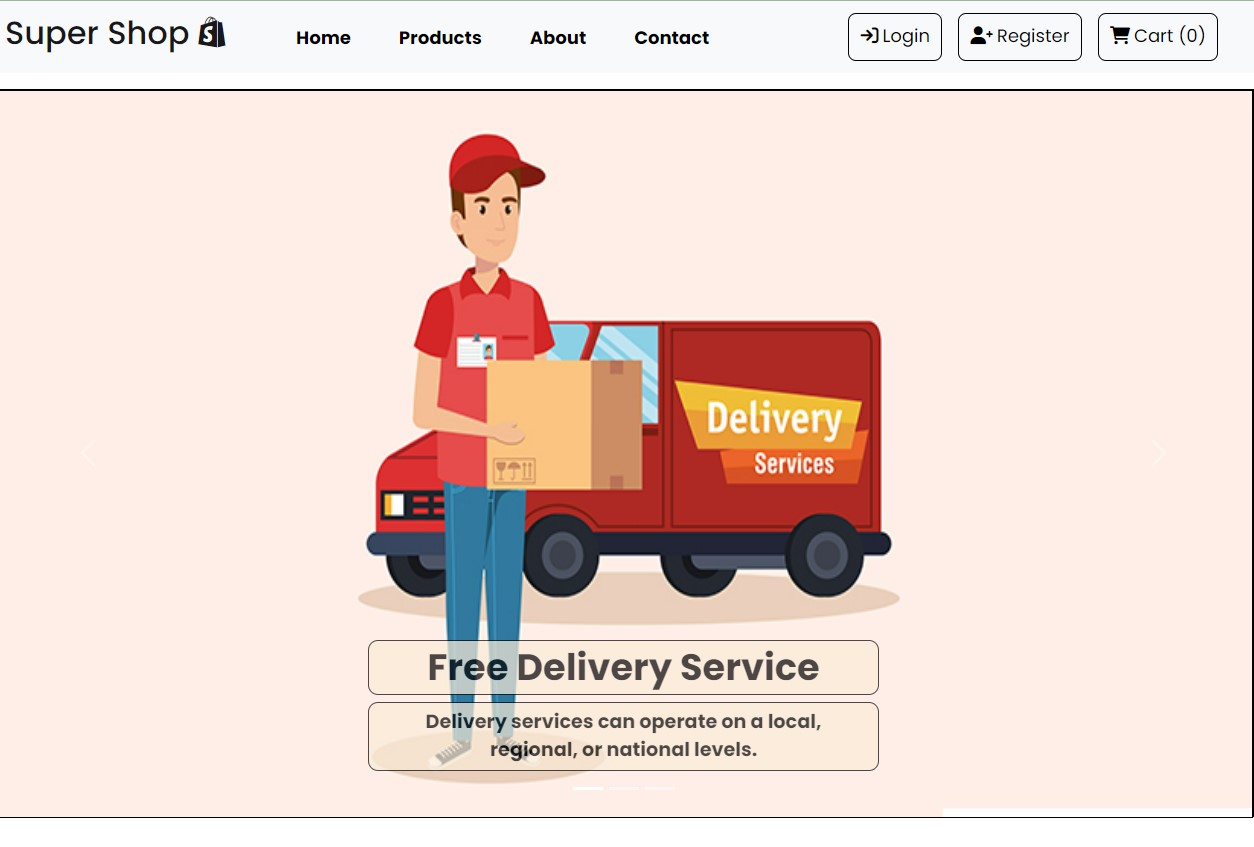 Super Shop
Home Products About Contact
Login Register Cart (0)
Delivery
Services
Free Delivery Service
Delivery services can operate on a local,
regional, or national levels.